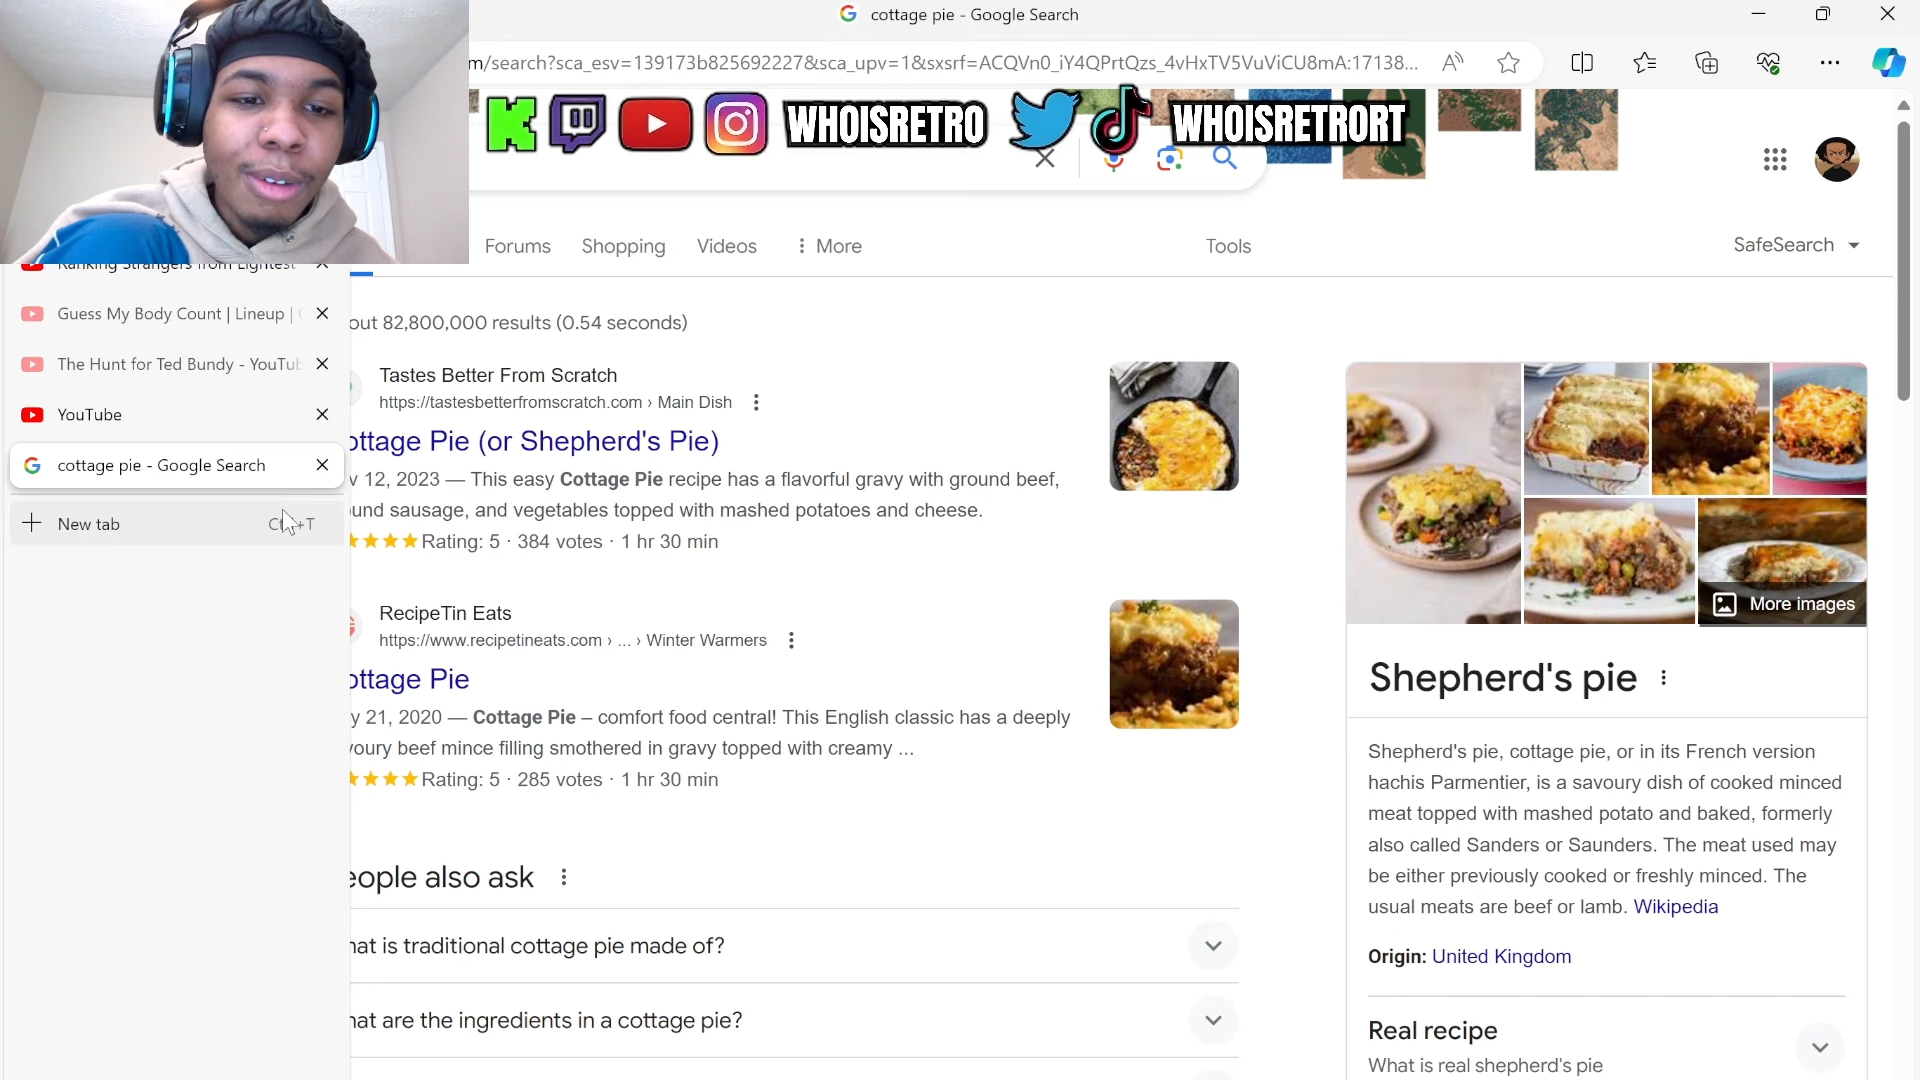 cottage pie - Google Search
m/search?sca_esv=139173b825692227&sca_upv=1&sxsrf=ACQVn0_iY4QPrtQzs_4vHxTV5VuViCU8mA:17138...
WHOISRETRO
WHOISRETRORT
Forums
Shopping
Videos
More
Tools
SafeSearch
Ranking Strangers from Lightest
Guess My Body Count | Lineup |
The Hunt for Ted Bundy - YouTub
YouTube
cottage pie - Google Search
New tab
out 82,800,000 results (0.54 seconds)
Tastes Better From Scratch
https://tastesbetterfromscratch.com › Main Dish
ottage Pie (or Shepherd's Pie)
v 12, 2023 — This easy Cottage Pie recipe has a flavorful gravy with ground beef,
und sausage, and vegetables topped with mashed potatoes and cheese.
Rating: 5 · 384 votes · 1 hr 30 min
RecipeTin Eats
https://www.recipetineats.com › ... › Winter Warmers
ottage Pie
y 21, 2020 — Cottage Pie – comfort food central! This English classic has a deeply
voury beef mince filling smothered in gravy topped with creamy ...
Rating: 5 · 285 votes · 1 hr 30 min
eople also ask
hat is traditional cottage pie made of?
hat are the ingredients in a cottage pie?
More images
Shepherd's pie
Shepherd's pie, cottage pie, or in its French version
hachis Parmentier, is a savoury dish of cooked minced
meat topped with mashed potato and baked, formerly
also called Sanders or Saunders. The meat used may
be either previously cooked or freshly minced. The
usual meats are beef or lamb. Wikipedia
Origin: United Kingdom
Real recipe
What is real shepherd's pie